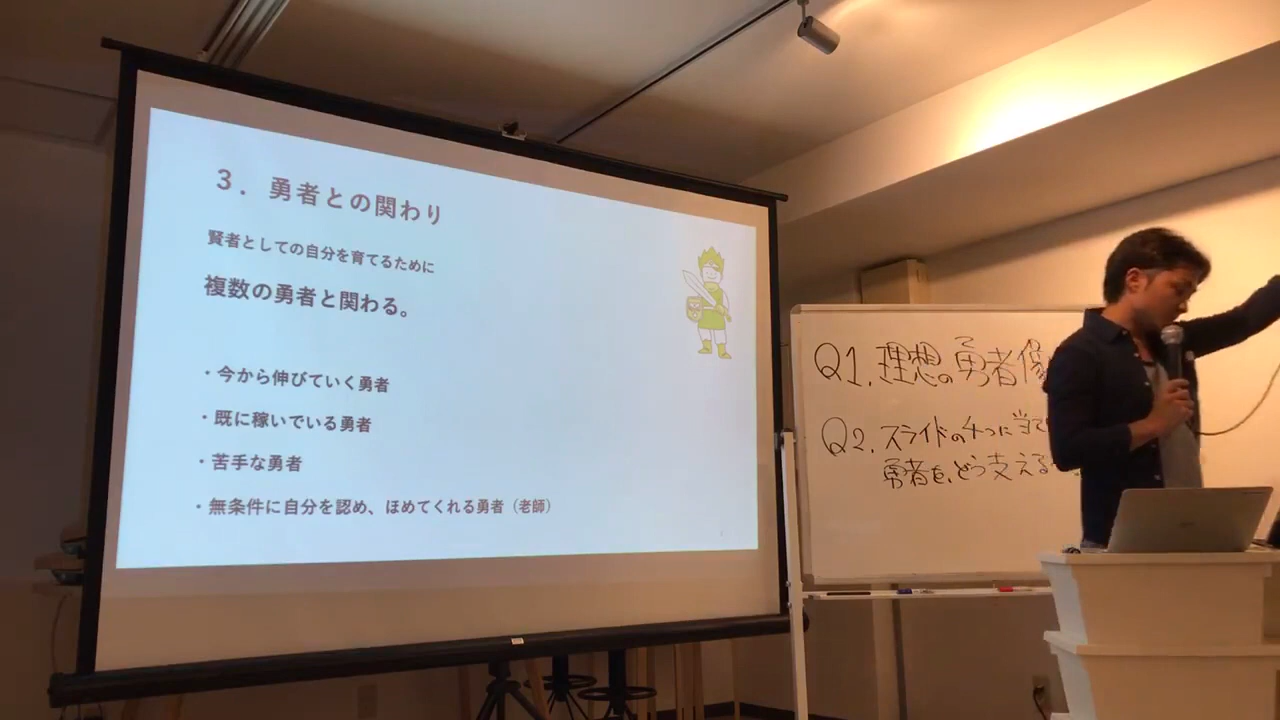 3. 勇者との関わり
賢者としての自分を育てるために
複数の勇者と関わる。
・今から伸びていく勇者
・既に稼いでいる勇者
・苦手な勇者
・無条件に自分を認め、ほめてくれる勇者（老師）
Q1. 理想の勇者像
Q2. スライドの4つに当て
勇者を、どう支える